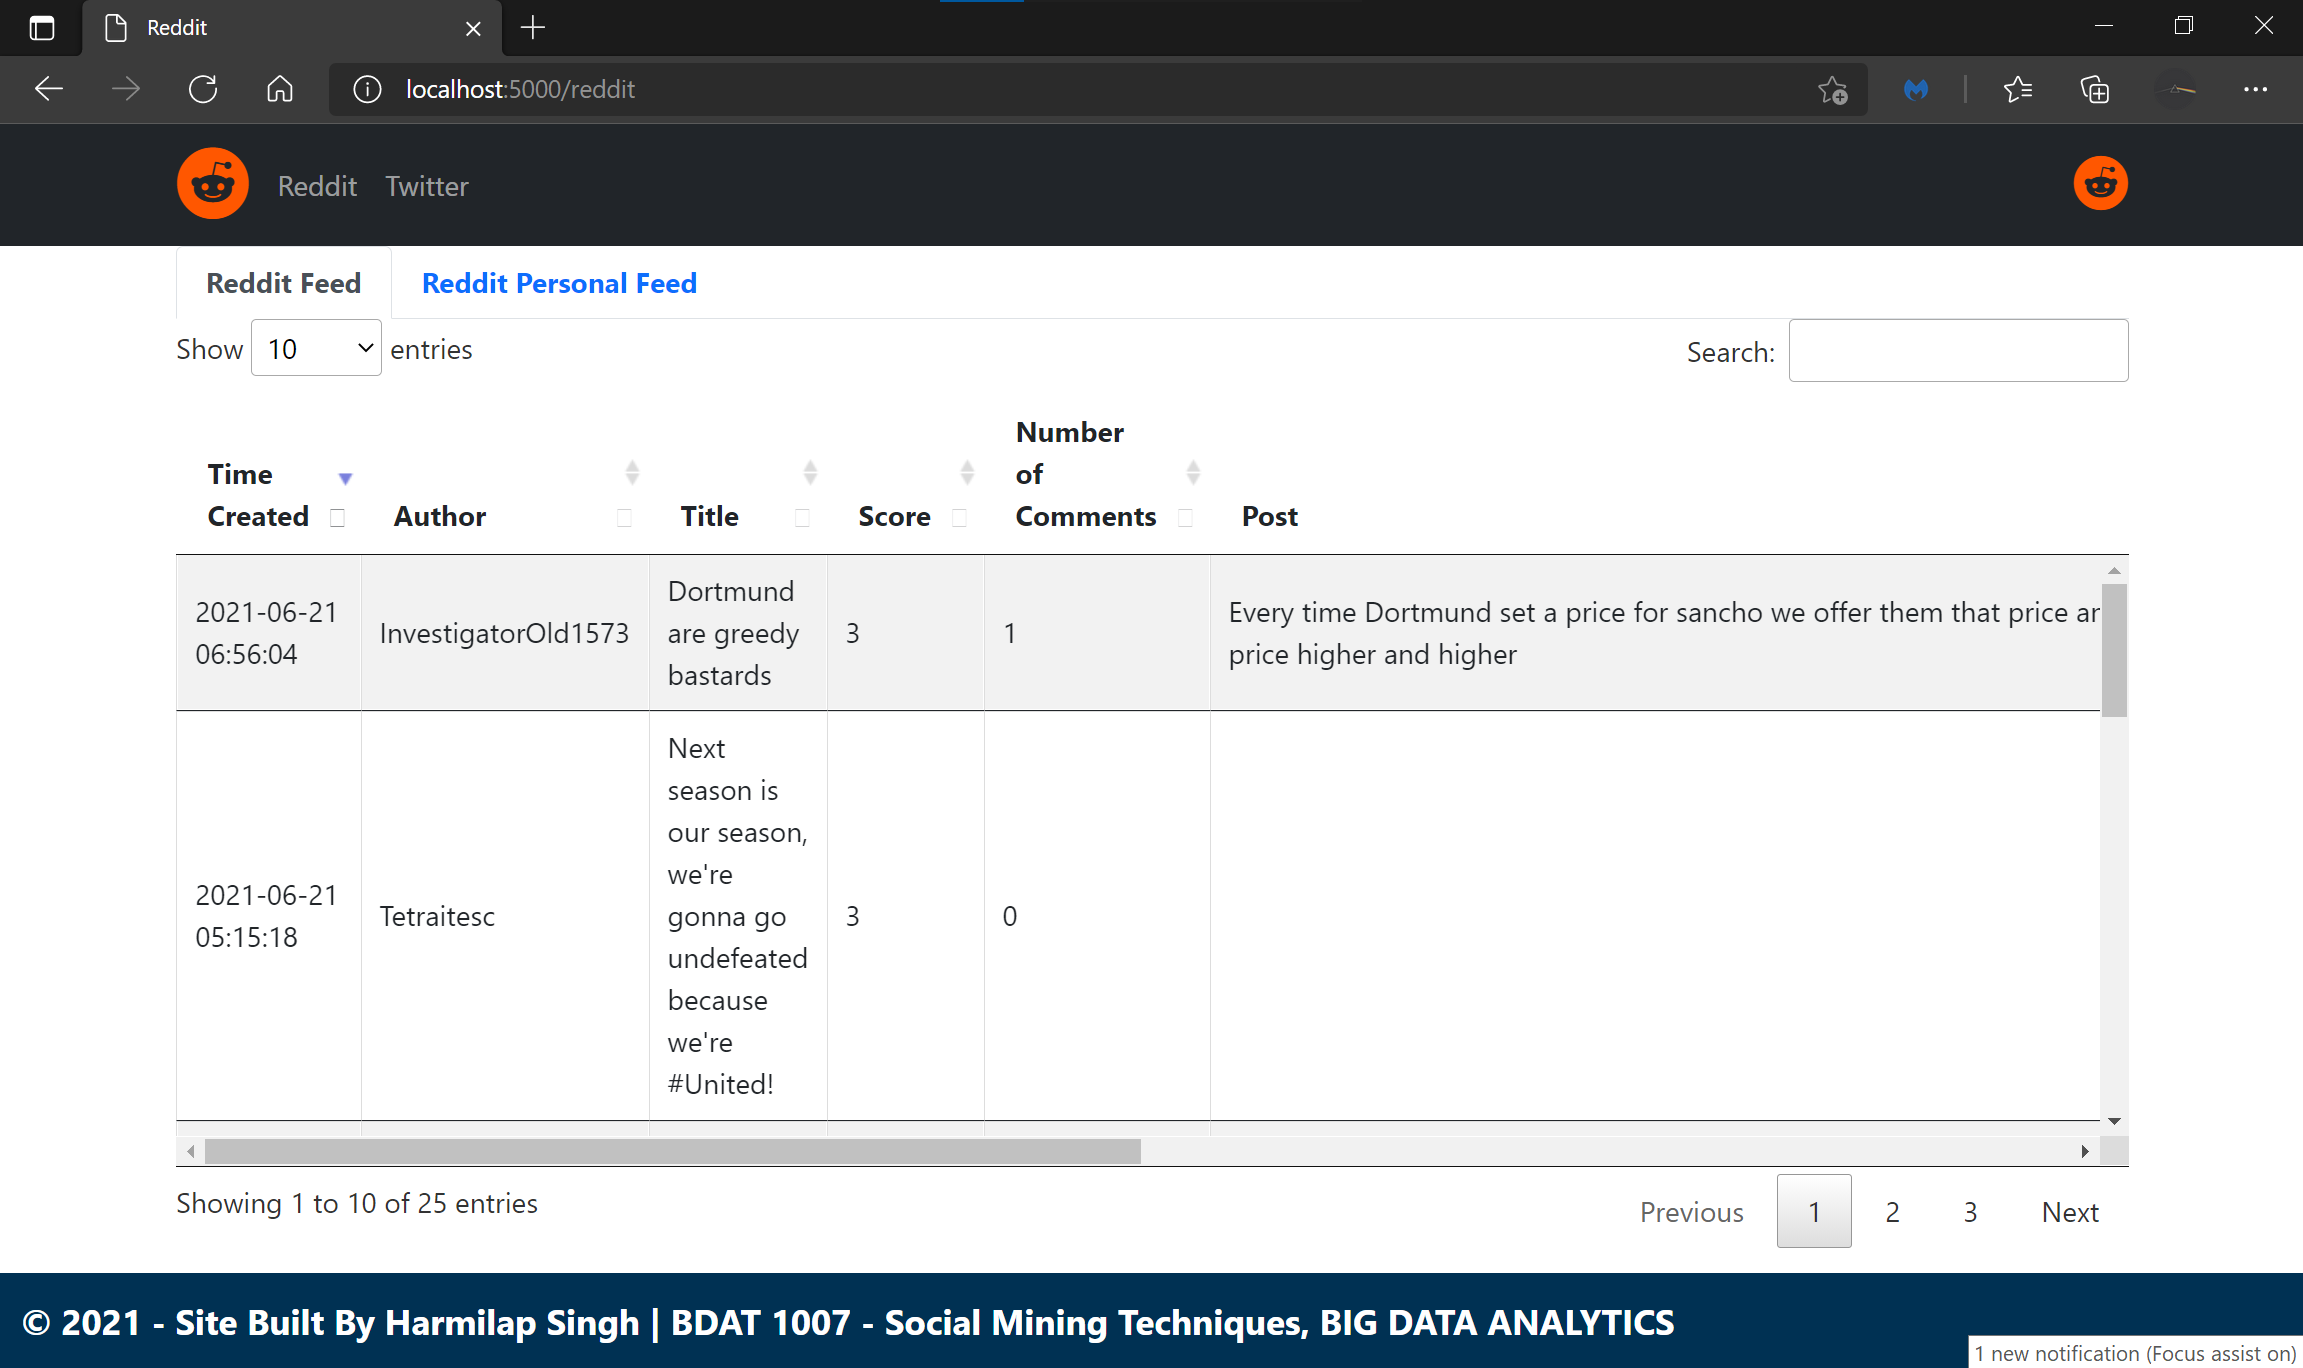 Reddit
localhost:5000/reddit
Reddit Twitter
Reddit Feed Reddit Personal Feed
Show 10 entries Search:
Time Created Author Title Score Number of Comments Post
2021-06-21 06:56:04
InvestigatorOld1573
Dortmund
are greedy
bastards
3
1
Every time Dortmund set a price for sancho we offer them that price
price higher and higher
2021-06-21 05:15:18
Tetraitesc
Next
season is
our season,
we're
gonna go
undefeated
because
we're
#United!
3
0
Showing 1 to 10 of 25 entries
Previous 1 2 3 Next
© 2021 - Site Built By Harmilap Singh | BDAT 1007 - Social Mining Techniques, BIG DATA ANALYTICS
1 new notification (Focus assist on)